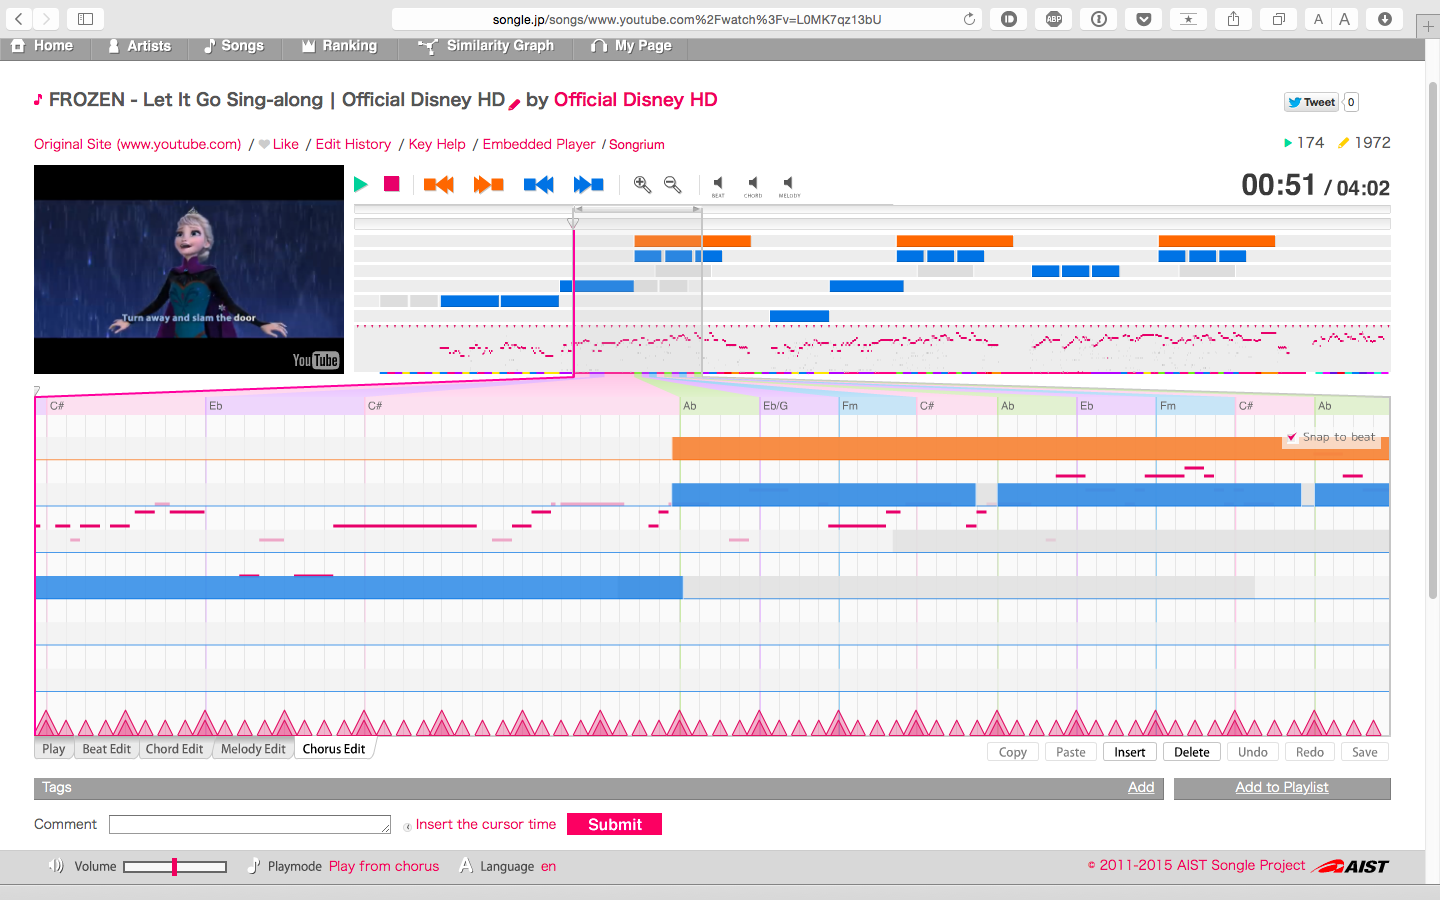 songle.jp/songs/www.youtube.com%2Fwatch%3Fv=L0MK7qz13bU
ABP
A A
Home Artists Songs Ranking Similarity Graph My Page
FROZEN - Let It Go Sing-along | Official Disney HD by Official Disney HD
Tweet 0
Original Site (www.youtube.com) / Like / Edit History / Key Help / Embedded Player / Songrium
174 1972
BEAT CHORD MELODY
00:51 / 04:02
Turn away and slam the door
YouTube
C# Eb C# Ab Eb/G Fm C# Ab Eb Fm C# Ab
Snap to beat
Play Beat Edit Chord Edit Melody Edit Chorus Edit
Copy Paste Insert Delete Undo Redo Save
Tags Add Add to Playlist
Comment Insert the cursor time Submit
Volume Playmode Play from chorus A Language en
© 2011-2015 AIST Songle Project AIST